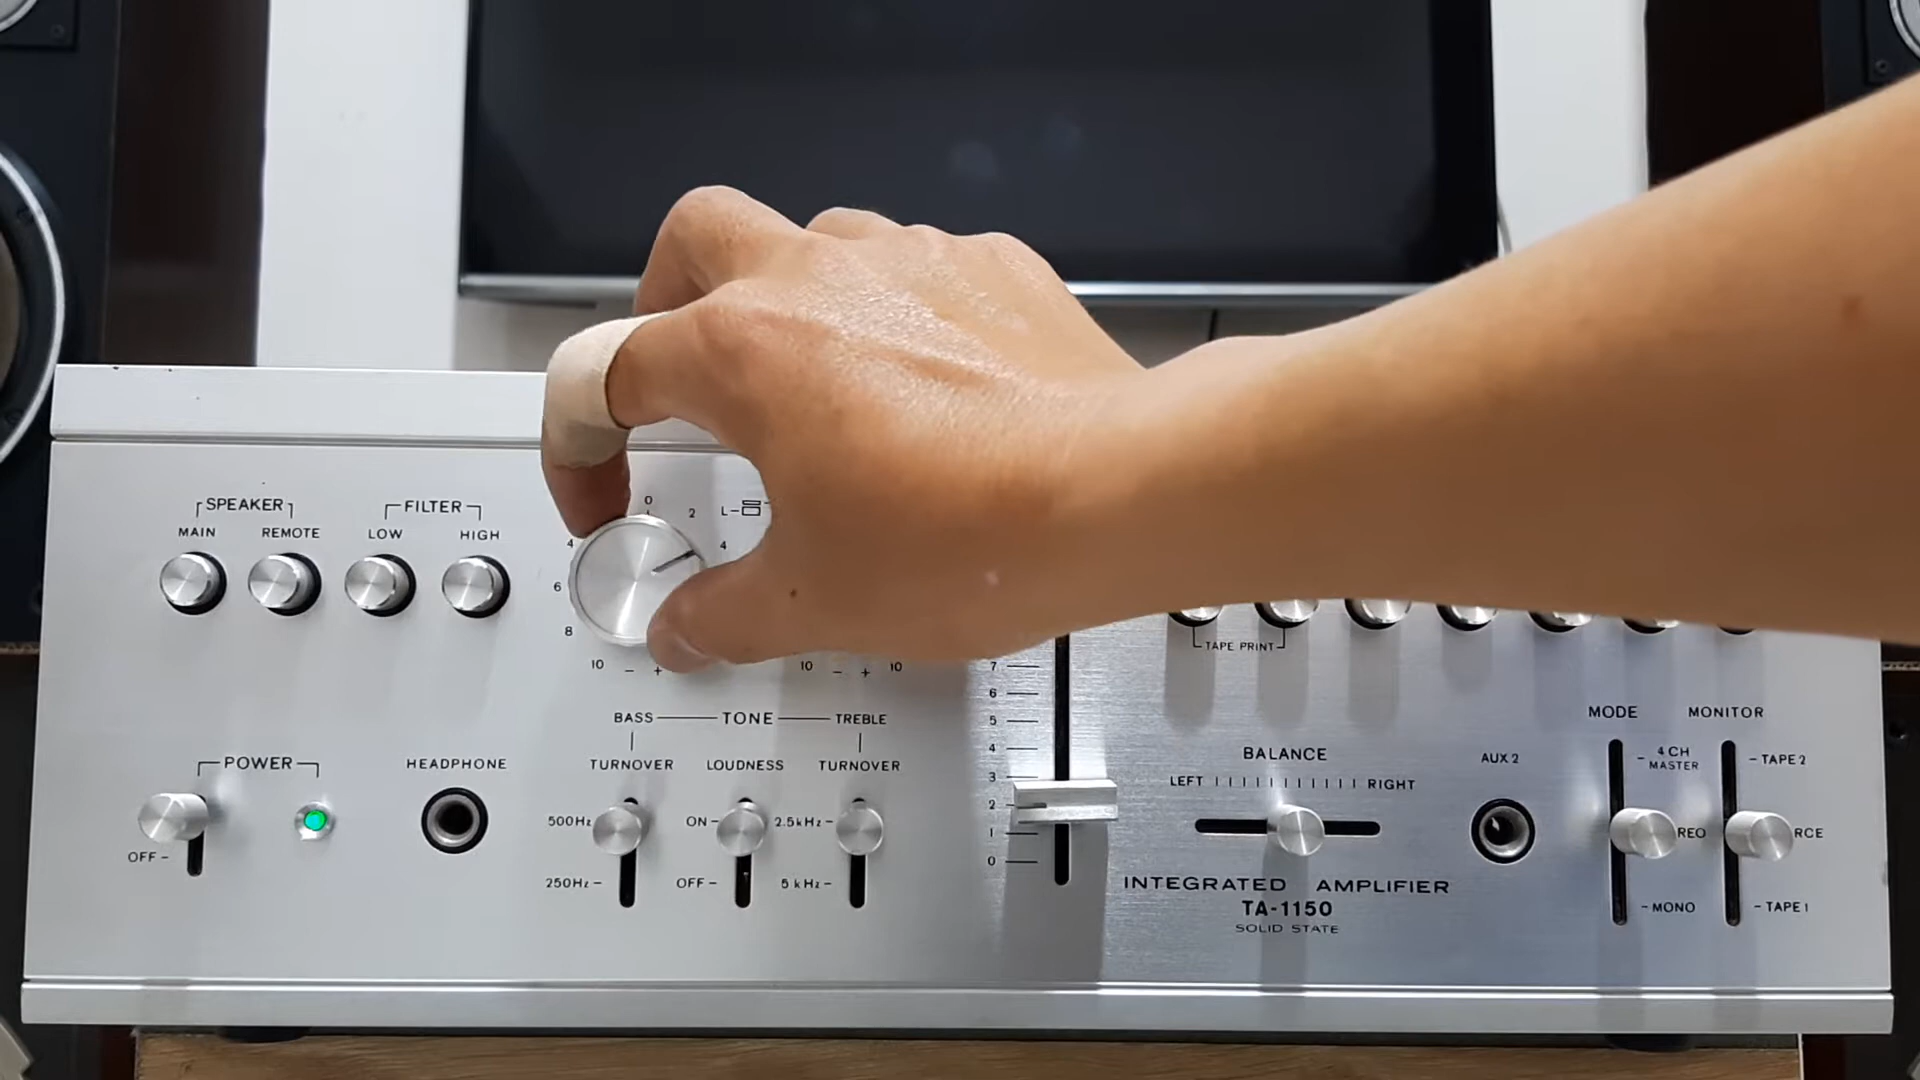 SPEAKER
MAIN REMOTE
FILTER
LOW HIGH
0
2
4
4
6
8
10 - +
L-
10 - + 10
BASS TONE TREBLE
TURNOVER LOUDNESS TURNOVER
500Hz ON- 2.5kHz-
250Hz- OFF- 5kHz-
POWER
OFF-
HEADPHONE
7
6
5
4
3
2
1
0
TAPE PRINT
BALANCE
LEFT RIGHT
AUX 2
INTEGRATED AMPLIFIER
TA-1150
SOLID STATE
MODE MONITOR
-4 CH
MASTER
-TAPE 2
REO
RCE
-MONO
-TAPE 1